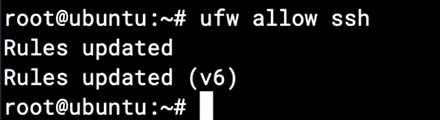 root@ubuntu:~# ufw allow ssh
Rules updated
Rules updated (v6)
root@ubuntu:~#